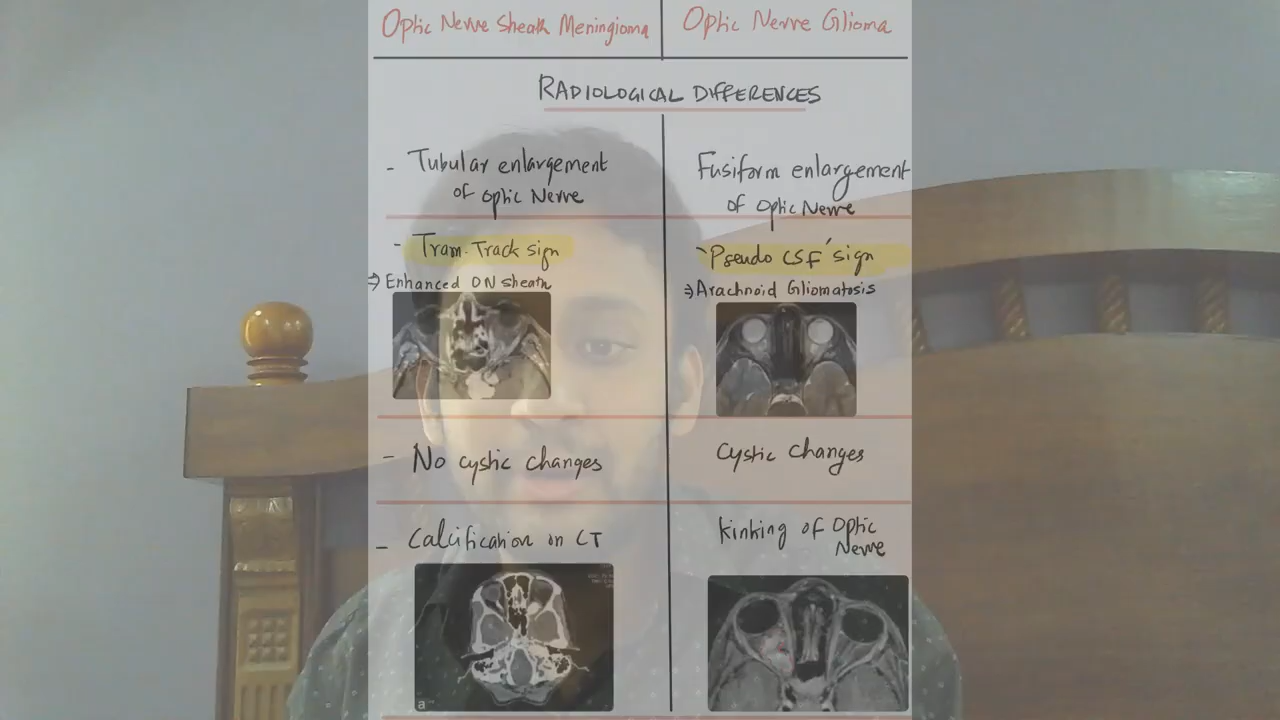 Optic Nerve Sheath Meningioma
Optic Nerve Glioma
RADIOLOGICAL DIFFERENCES
- Tubular enlargement
of Optic Nerve
Fusiform enlargement
of Optic Nerve
- Tram-Track sign
⇒ Enhanced ON sheath
'Pseudo CSF' sign
⇒ Arachnoid Gliomatosis
- No cystic changes
Cystic changes
- Calcification on CT
Kinking of Optic
Nerve
a